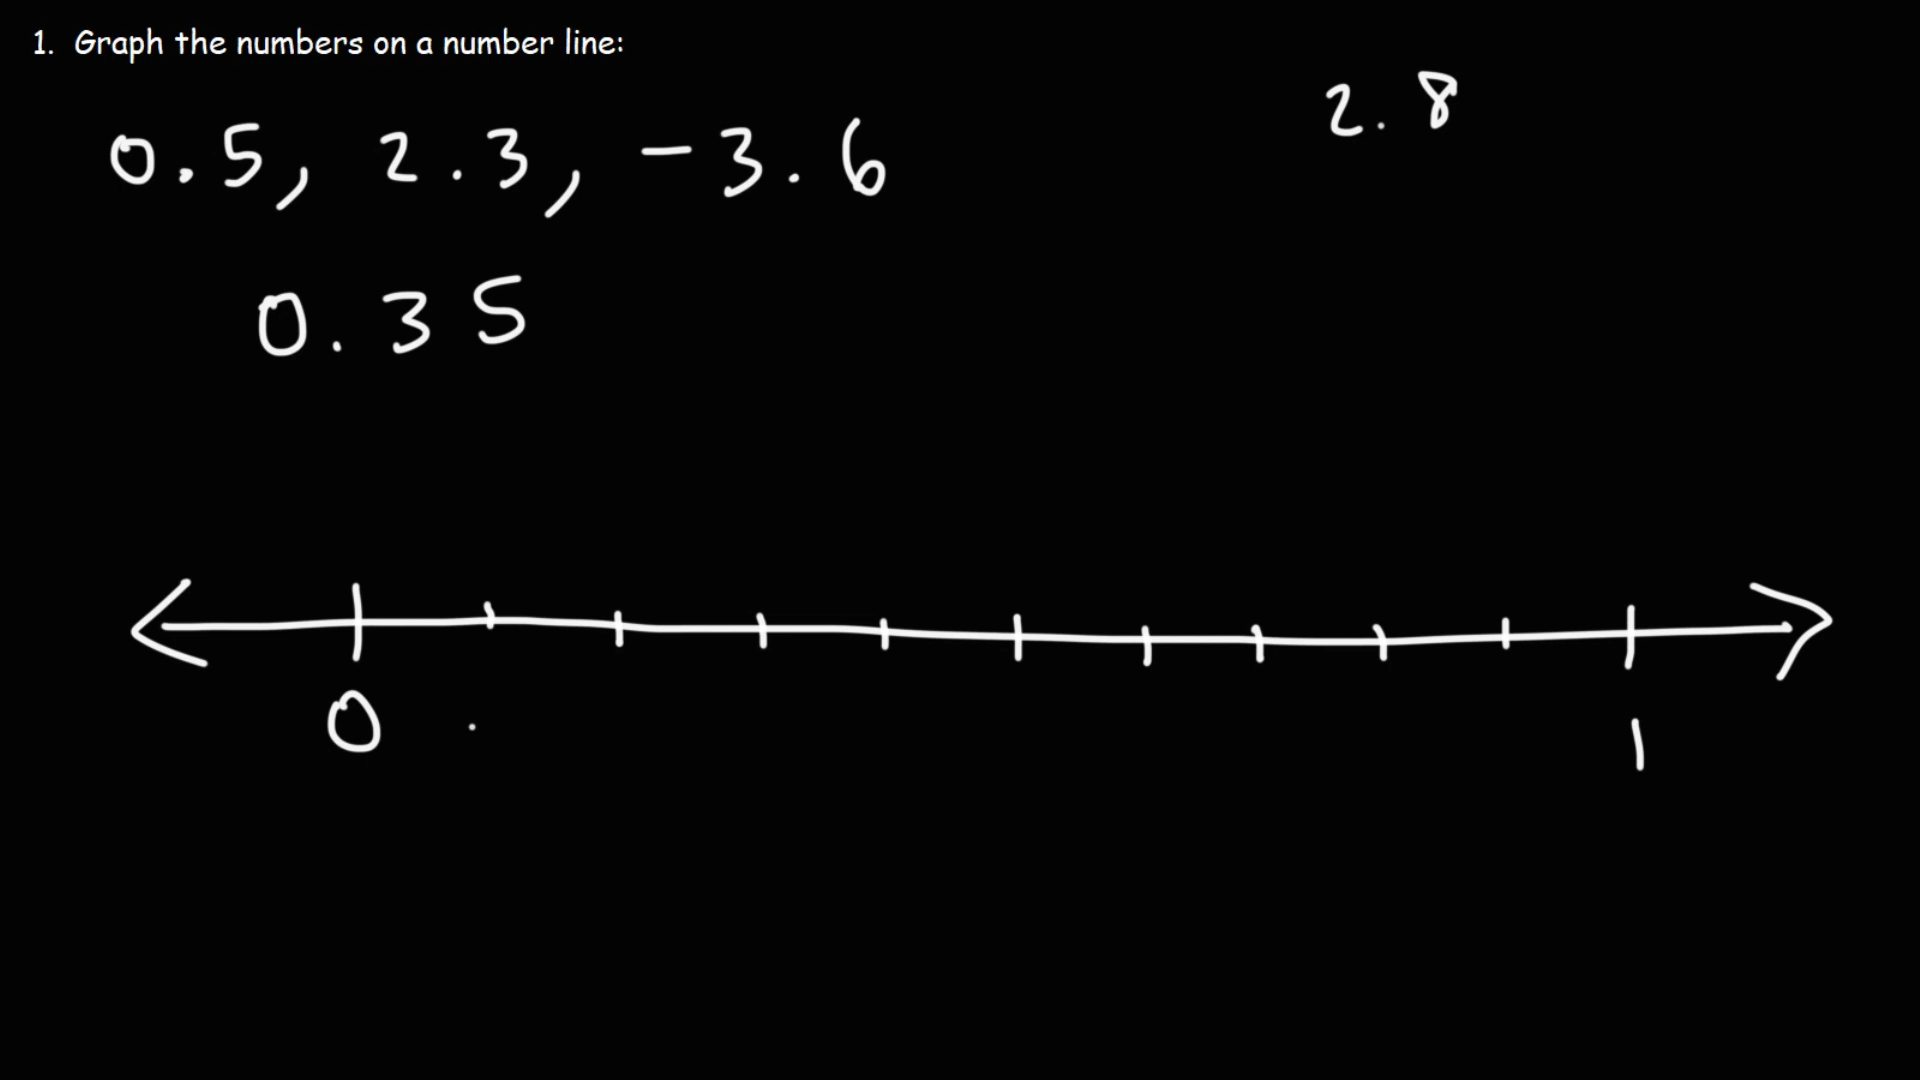 1. Graph the numbers on a number line:
2.8
0.5, 2.3, -3.6
0.35
0 . 1